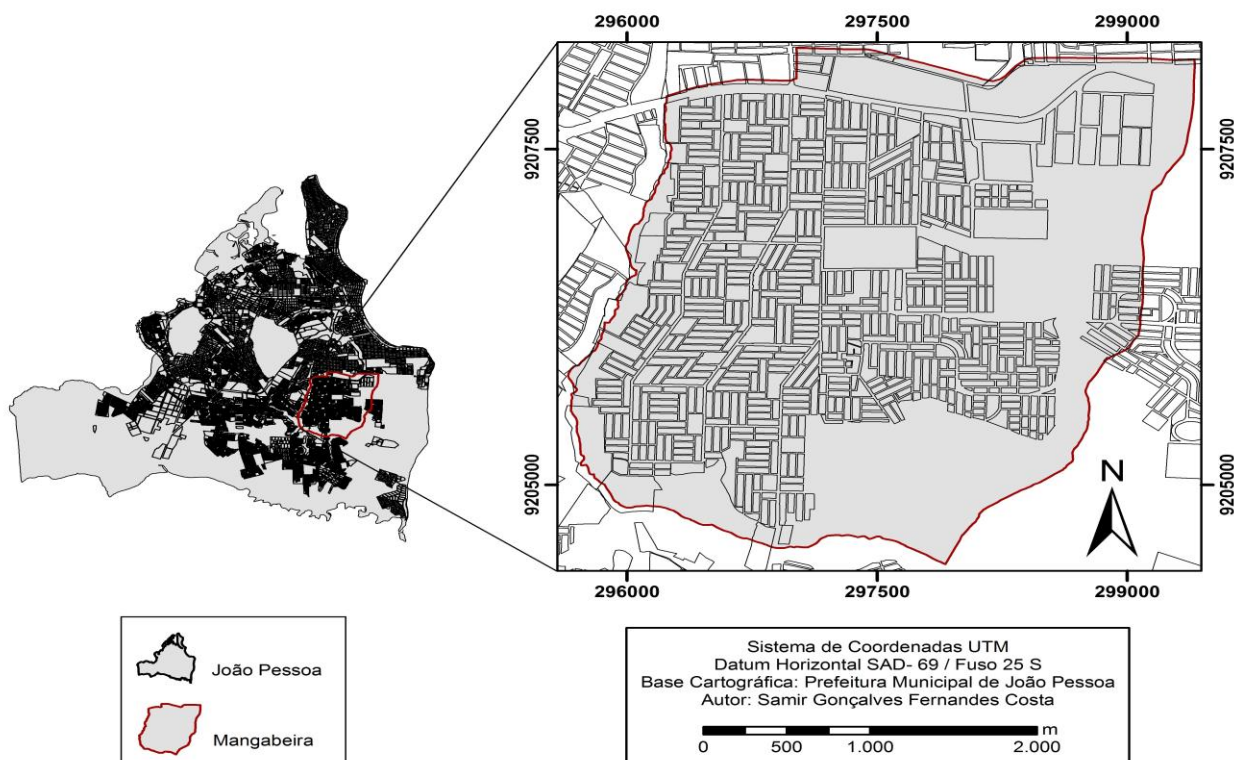 296000 297500 299000
9207500 9207500
9205000 9205000
N
296000 297500 299000
João Pessoa
Mangabeira
Sistema de Coordenadas UTM
Datum Horizontal SAD- 69 / Fuso 25 S
Base Cartográfica: Prefeitura Municipal de João Pessoa
Autor: Samir Gonçalves Fernandes Costa
m
0 500 1.000 2.000